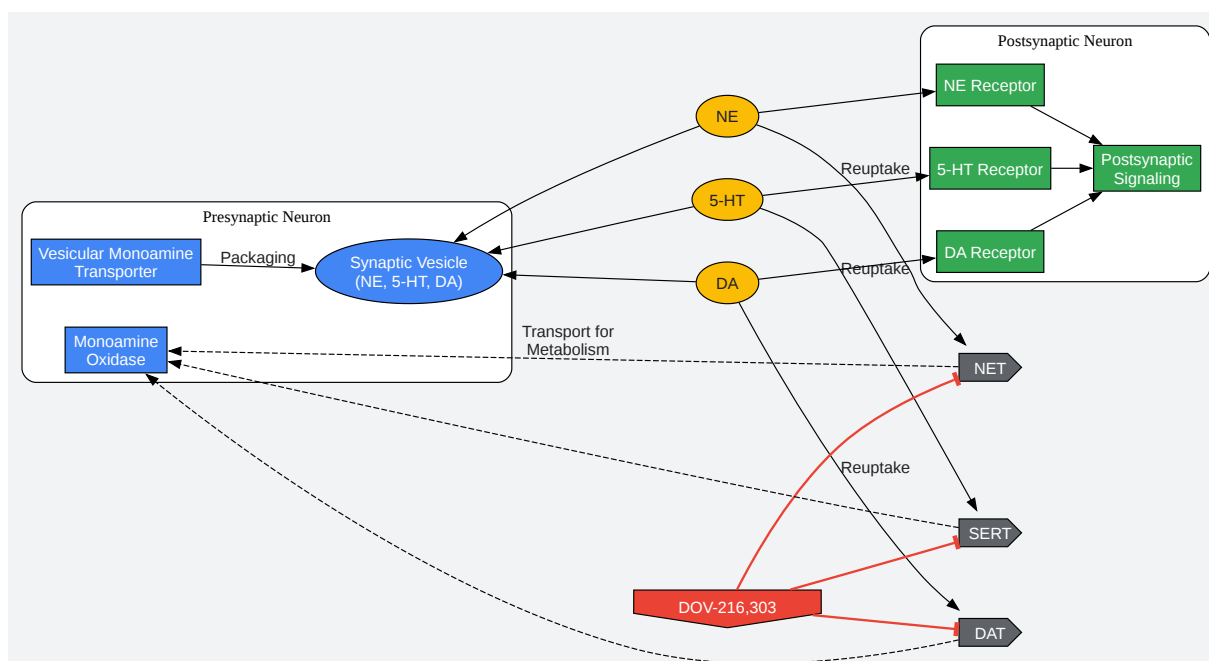 Postsynaptic Neuron
NE Receptor
NE
Reuptake
5-HT Receptor
Postsynaptic
Signaling
5-HT
Presynaptic Neuron
Vesicular Monoamine
Transporter
Packaging
Synaptic Vesicle
(NE, 5-HT, DA)
DA
Reuptake
DA Receptor
Monoamine
Oxidase
Transport for
Metabolism
NET
Reuptake
SERT
DOV-216,303
DAT